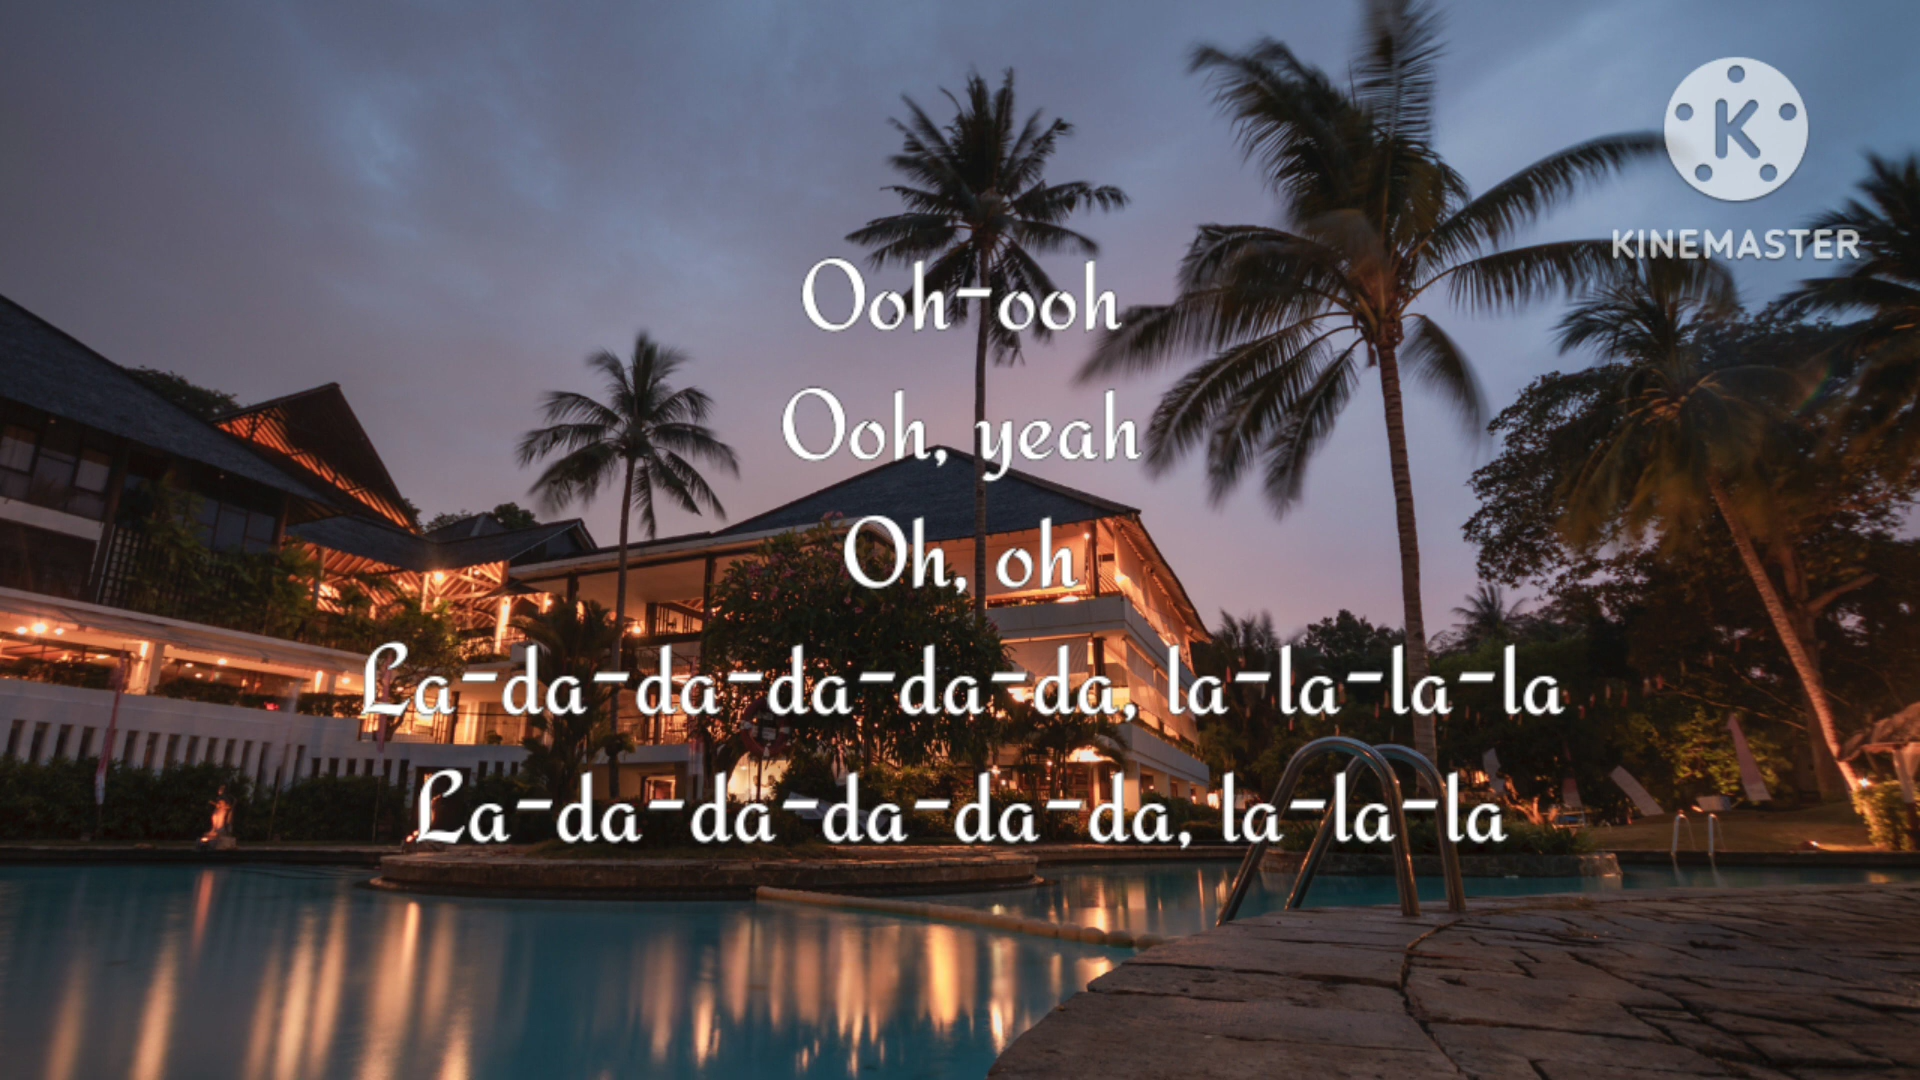 K
KINEMASTER
Ooh-ooh
Ooh, yeah
Oh, oh
La-da-da-da-da-da, la-la-la-la
La-da-da-da-da-da, la-la-la